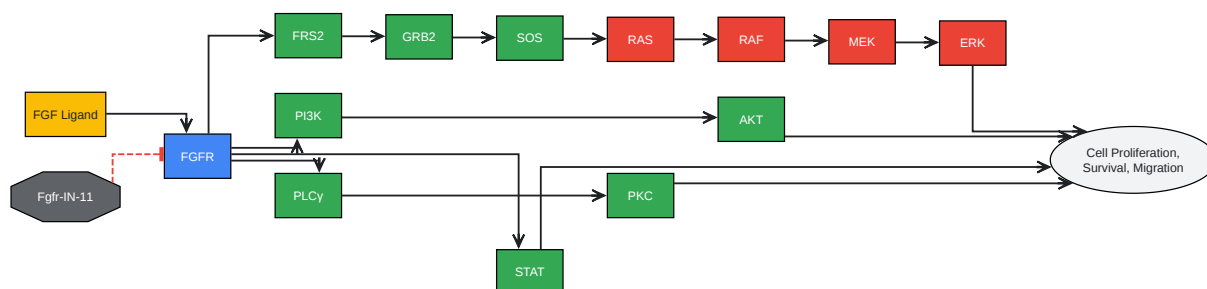 FRS2
GRB2
SOS
RAS
RAF
MEK
ERK
FGF Ligand
PI3K
AKT
FGFR
Cell Proliferation,
Survival, Migration
Fgfr-IN-11
PLCγ
PKC
STAT